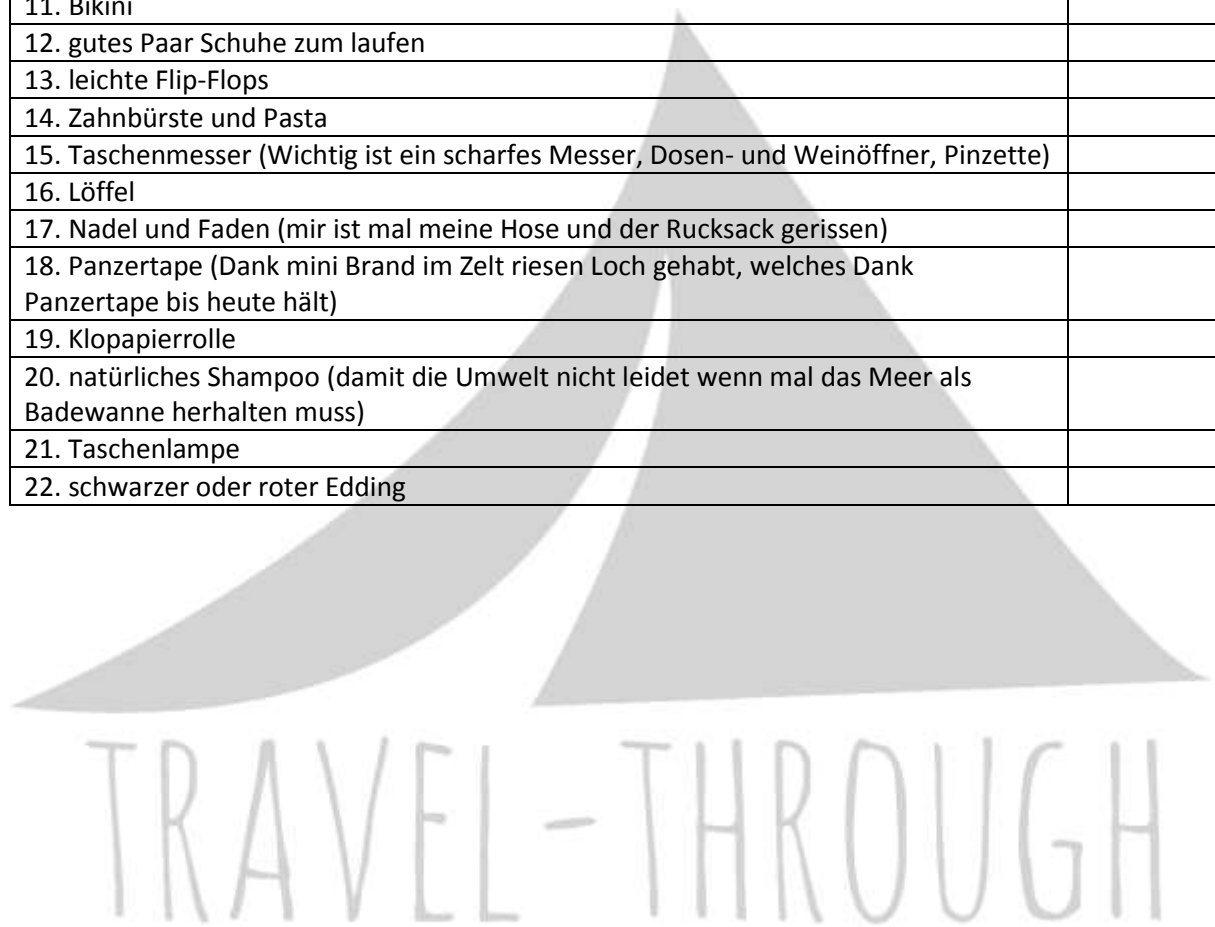 11. Bikini
12. gutes Paar Schuhe zum laufen
13. leichte Flip-Flops
14. Zahnbürste und Pasta
15. Taschenmesser (Wichtig ist ein scharfes Messer, Dosen- und Weinöffner, Pinzette)
16. Löffel
17. Nadel und Faden (mir ist mal meine Hose und der Rucksack gerissen)
18. Panzertape (Dank mini Brand im Zelt riesen Loch gehabt, welches Dank
Panzertape bis heute hält)
19. Klopapierrolle
20. natürliches Shampoo (damit die Umwelt nicht leidet wenn mal das Meer als
Badewanne herhalten muss)
21. Taschenlampe
22. schwarzer oder roter Edding
TRAVEL-THROUGH